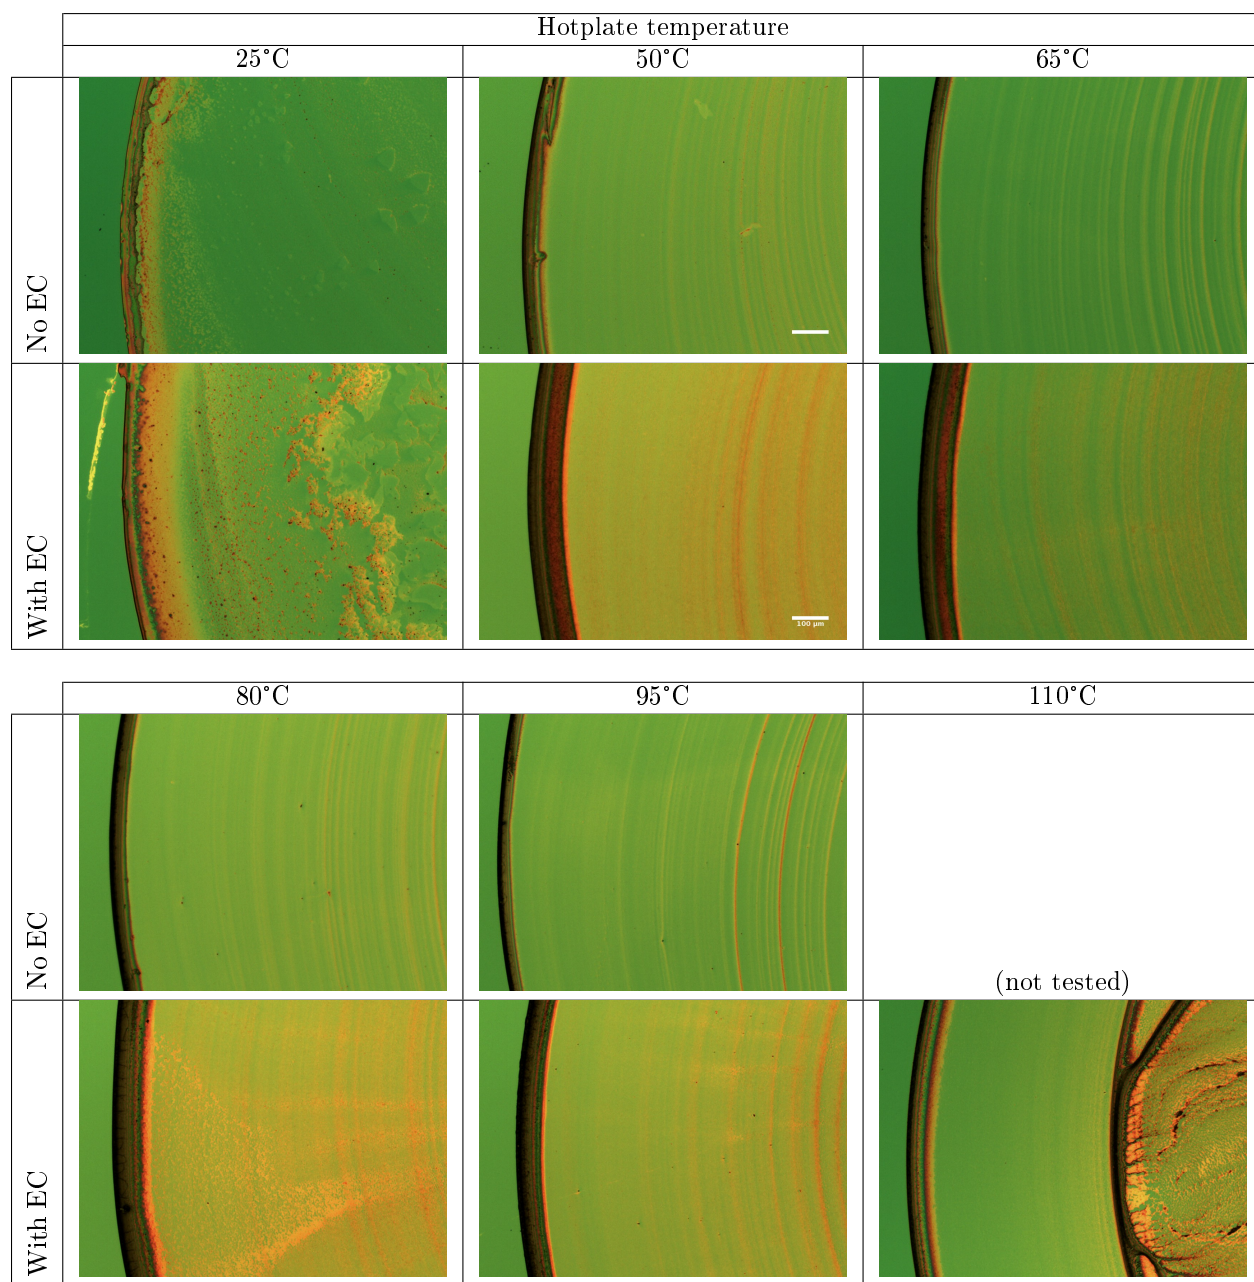 Hotplate temperature
25°C 50°C 65°C
No EC
With EC
100 µm
80°C 95°C 110°C
No EC
(not tested)
With EC